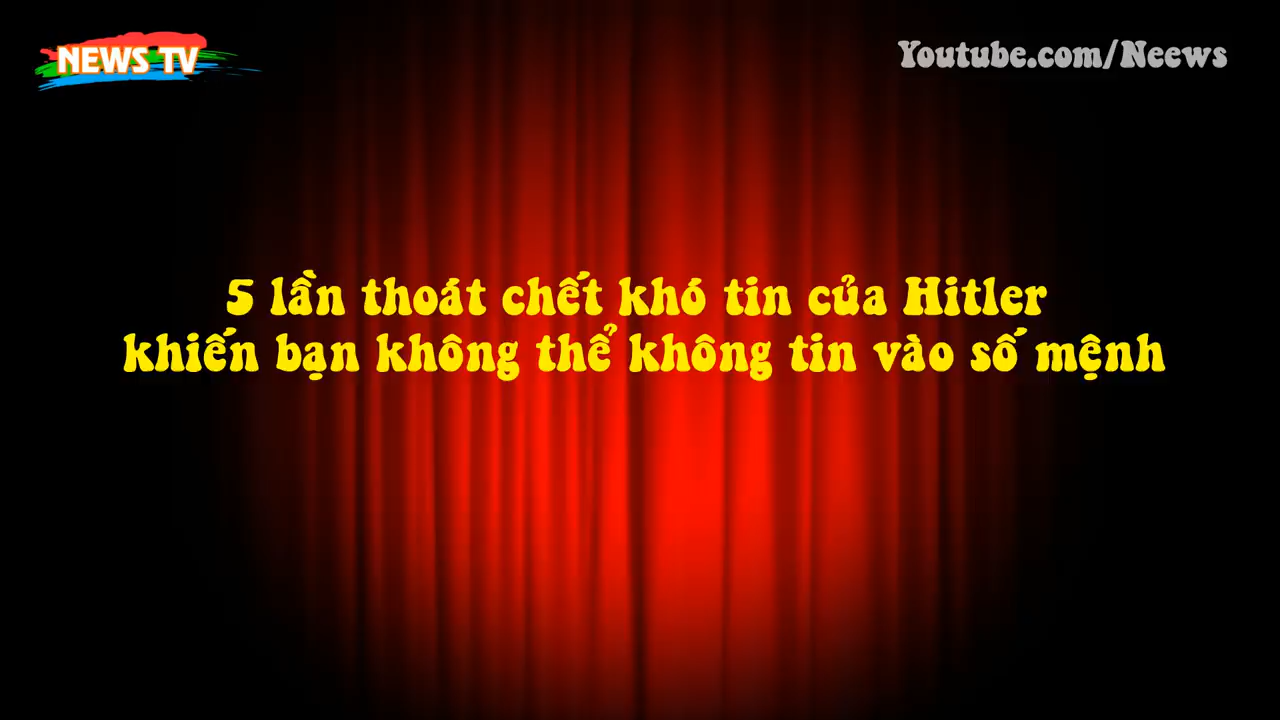 NEWS TV
Youtube.com/Neews
5 lần thoát chết khó tin của Hitler
khiến bạn không thể không tin vào số mệnh